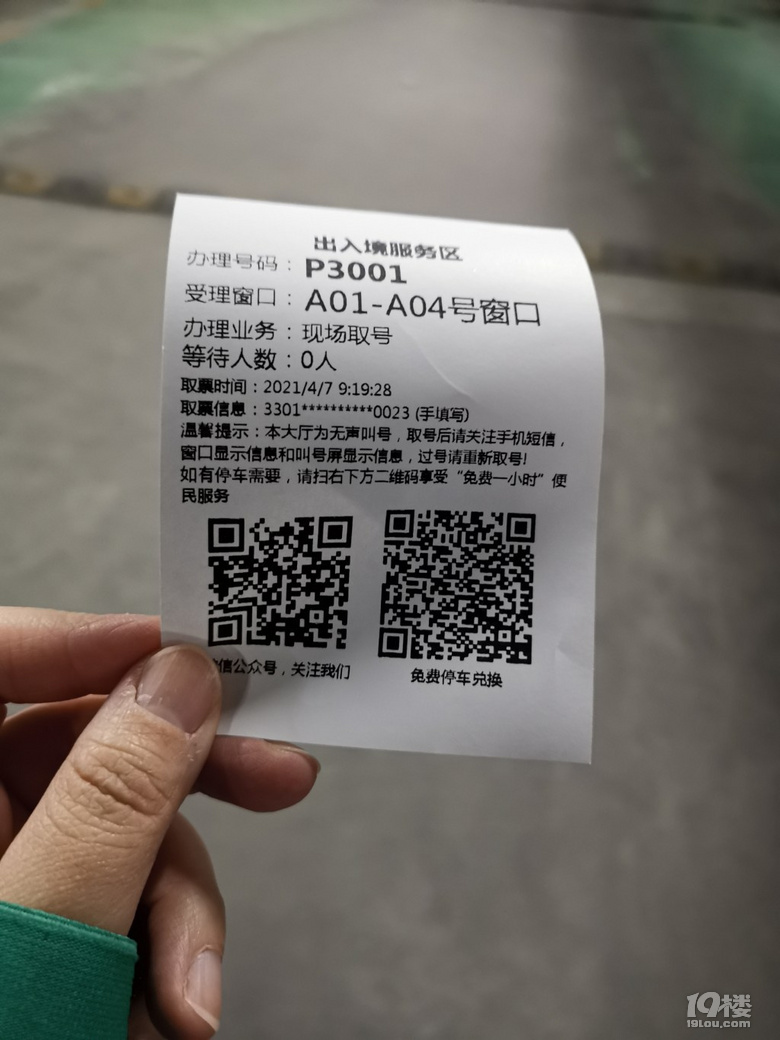 出入境服务区
办理号码：P3001
受理窗口：A01-A04号窗口
办理业务：现场取号
等待人数：0人
取票时间：2021/4/7 9:19:28
取票信息：3301**********0023 (手填写)
温馨提示：本大厅为无声叫号，取号后请关注手机短信，
窗口显示信息和叫号屏显示信息，过号请重新取号!
如有停车需要，请扫右下方二维码享受“免费一小时”便
民服务
信公众号，关注我们
免费停车兑换
19楼
19lou.com